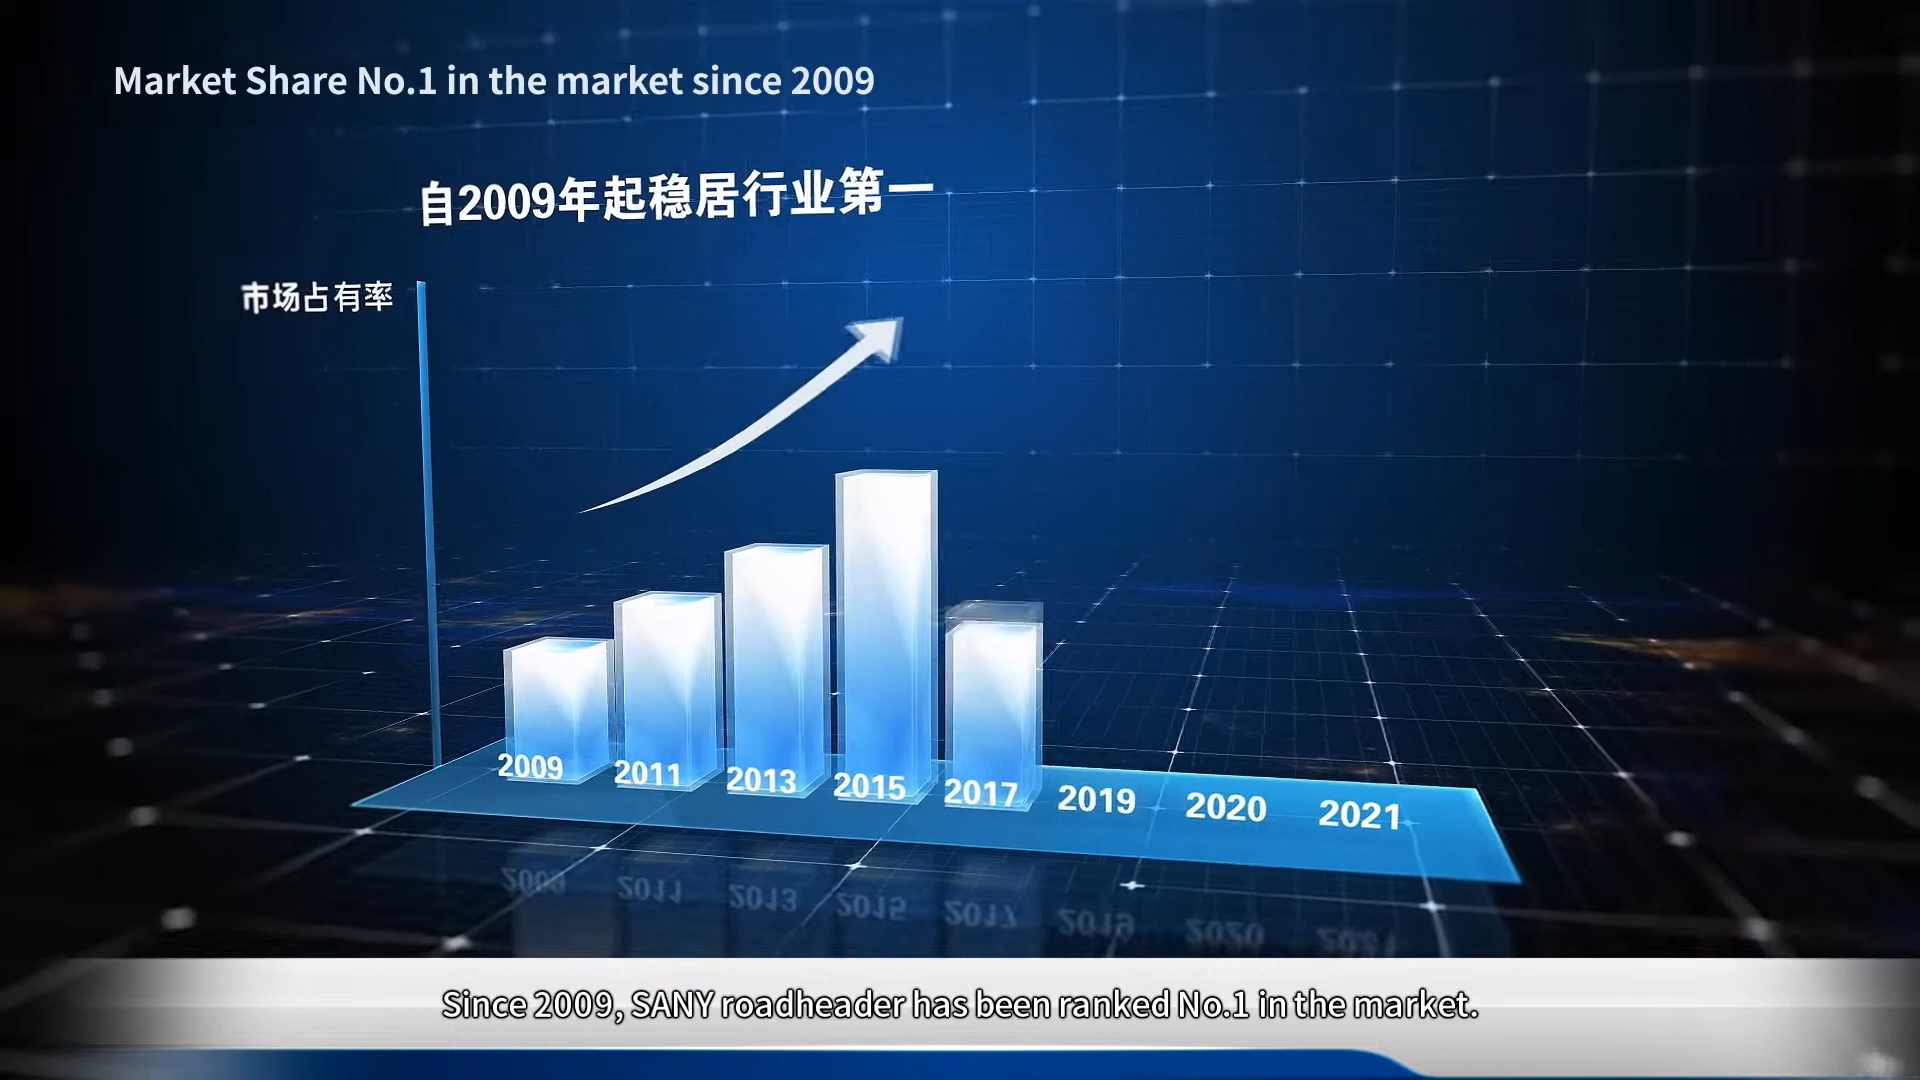 Market Share No.1 in the market since 2009
自2009年起稳居行业第一
市场占有率
2009 2011 2013 2015 2017 2019 2020 2021
Since 2009, SANY roadheader has been ranked No.1 in the market.